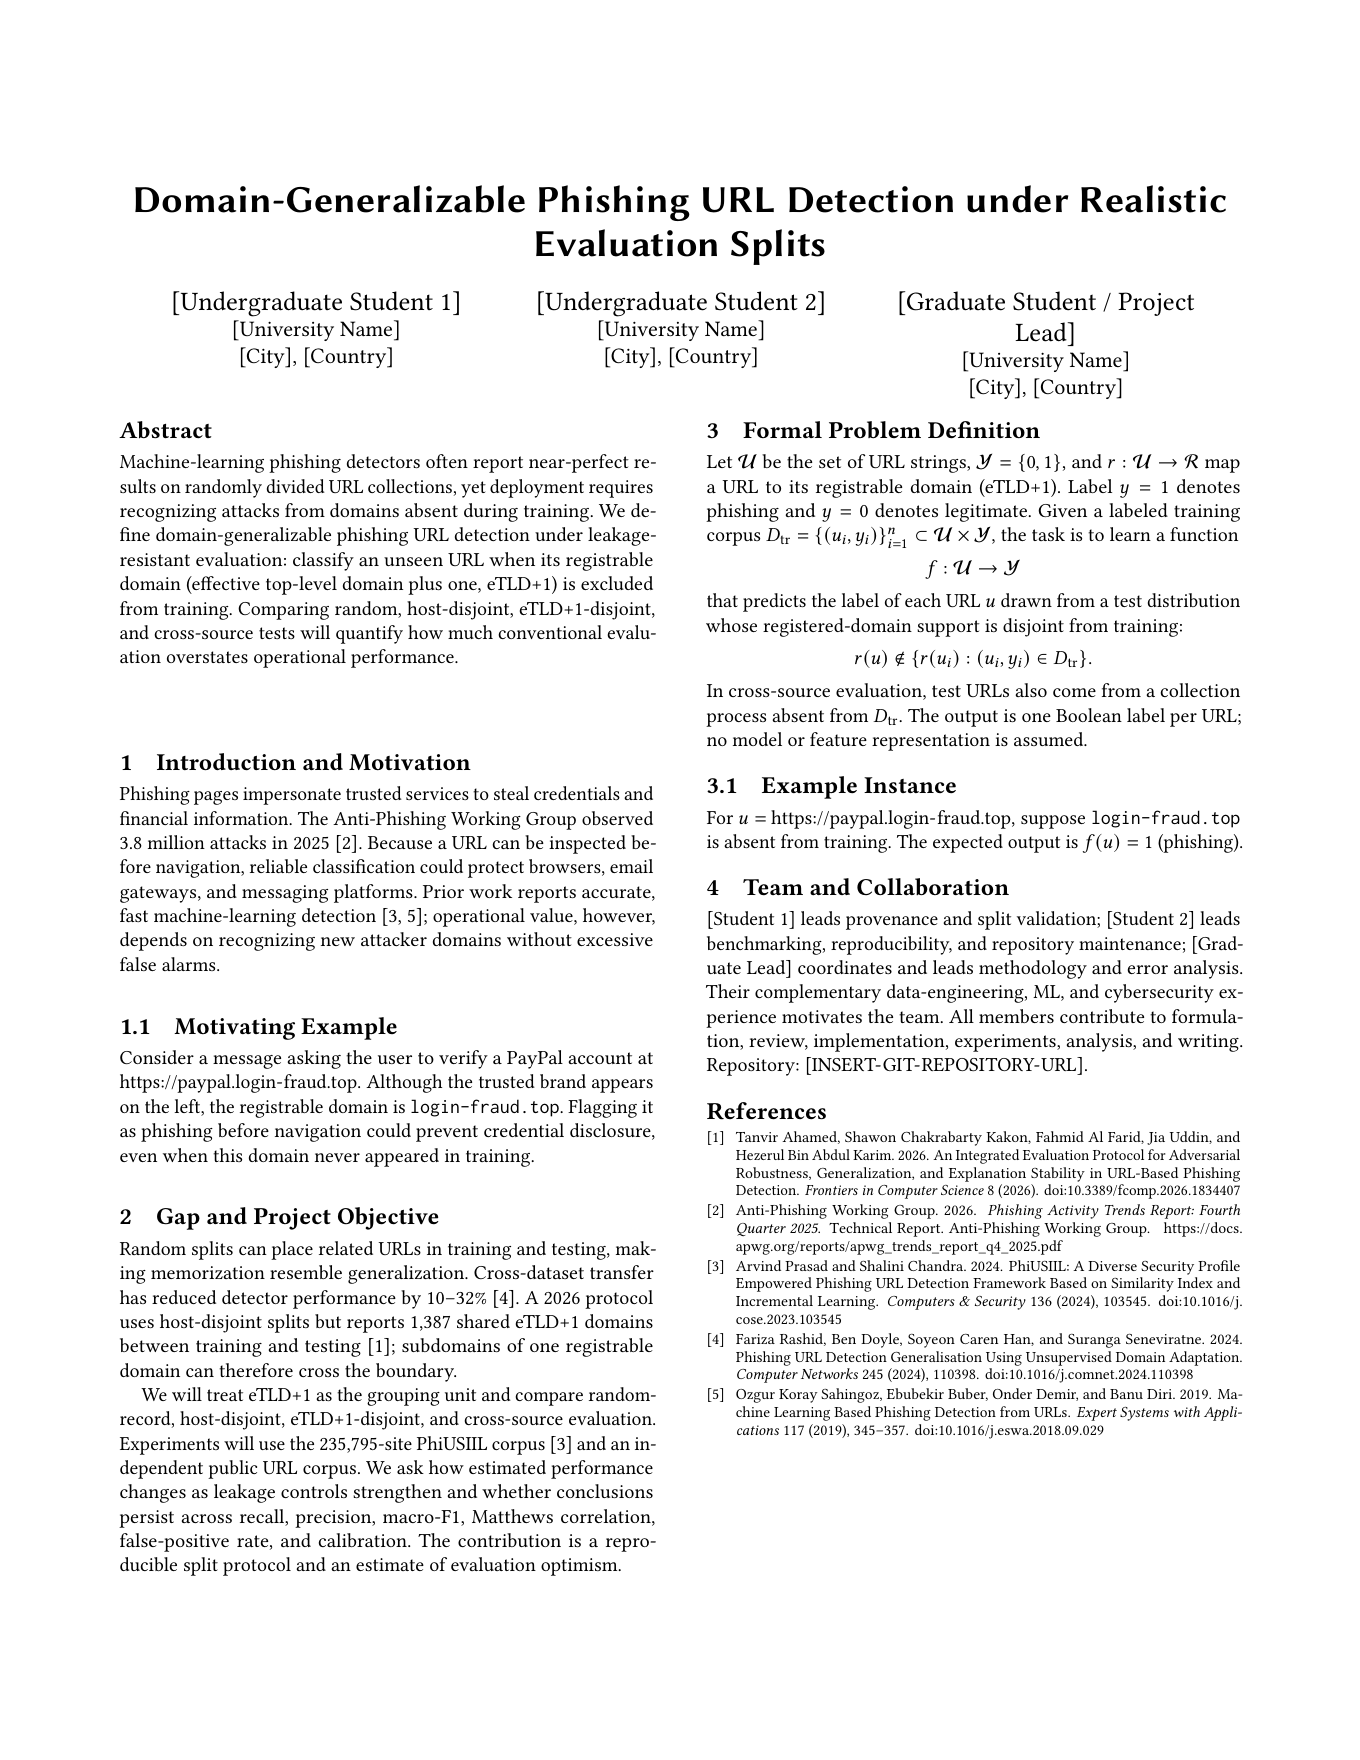 Domain-Generalizable Phishing URL Detection under Realistic
Evaluation Splits
[Undergraduate Student 1]
[University Name]
[City], [Country]
[Undergraduate Student 2]
[University Name]
[City], [Country]
[Graduate Student / Project
Lead]
[University Name]
[City], [Country]
Abstract
Machine-learning phishing detectors often report near-perfect re-
sults on randomly divided URL collections, yet deployment requires
recognizing attacks from domains absent during training. We de-
fine domain-generalizable phishing URL detection under leakage-
resistant evaluation: classify an unseen URL when its registrable
domain (effective top-level domain plus one, eTLD+1) is excluded
from training. Comparing random, host-disjoint, eTLD+1-disjoint,
and cross-source tests will quantify how much conventional evalu-
ation overstates operational performance.
1 Introduction and Motivation
Phishing pages impersonate trusted services to steal credentials and
financial information. The Anti-Phishing Working Group observed
3.8 million attacks in 2025 [2]. Because a URL can be inspected be-
fore navigation, reliable classification could protect browsers, email
gateways, and messaging platforms. Prior work reports accurate,
fast machine-learning detection [3, 5]; operational value, however,
depends on recognizing new attacker domains without excessive
false alarms.
1.1 Motivating Example
Consider a message asking the user to verify a PayPal account at
https://paypal.login-fraud.top. Although the trusted brand appears
on the left, the registrable domain is login-fraud.top. Flagging it
as phishing before navigation could prevent credential disclosure,
even when this domain never appeared in training.
2 Gap and Project Objective
Random splits can place related URLs in training and testing, mak-
ing memorization resemble generalization. Cross-dataset transfer
has reduced detector performance by 10–32% [4]. A 2026 protocol
uses host-disjoint splits but reports 1,387 shared eTLD+1 domains
between training and testing [1]; subdomains of one registrable
domain can therefore cross the boundary.
We will treat eTLD+1 as the grouping unit and compare random-
record, host-disjoint, eTLD+1-disjoint, and cross-source evaluation.
Experiments will use the 235,795-site PhiUSIIL corpus [3] and an in-
dependent public URL corpus. We ask how estimated performance
changes as leakage controls strengthen and whether conclusions
persist across recall, precision, macro-F1, Matthews correlation,
false-positive rate, and calibration. The contribution is a repro-
ducible split protocol and an estimate of evaluation optimism.
3 Formal Problem Definition
Let 𝒰 be the set of URL strings, 𝒴 = {0, 1}, and r : 𝒰 → ℛ map
a URL to its registrable domain (eTLD+1). Label y = 1 denotes
phishing and y = 0 denotes legitimate. Given a labeled training
corpus D_tr = {(u_i, y_i)}_{i=1}^n ⊂ 𝒰 × 𝒴, the task is to learn a function
f : 𝒰 → 𝒴
that predicts the label of each URL u drawn from a test distribution
whose registered-domain support is disjoint from training:
r(u) ∉ {r(u_i) : (u_i, y_i) ∈ D_tr}.
In cross-source evaluation, test URLs also come from a collection
process absent from D_tr. The output is one Boolean label per URL;
no model or feature representation is assumed.
3.1 Example Instance
For u = https://paypal.login-fraud.top, suppose login-fraud.top
is absent from training. The expected output is f(u) = 1 (phishing).
4 Team and Collaboration
[Student 1] leads provenance and split validation; [Student 2] leads
benchmarking, reproducibility, and repository maintenance; [Grad-
uate Lead] coordinates and leads methodology and error analysis.
Their complementary data-engineering, ML, and cybersecurity ex-
perience motivates the team. All members contribute to formula-
tion, review, implementation, experiments, analysis, and writing.
Repository: [INSERT-GIT-REPOSITORY-URL].
References
[1] Tanvir Ahamed, Shawon Chakrabarty Kakon, Fahmid Al Farid, Jia Uddin, and
Hezerul Bin Abdul Karim. 2026. An Integrated Evaluation Protocol for Adversarial
Robustness, Generalization, and Explanation Stability in URL-Based Phishing
Detection. Frontiers in Computer Science 8 (2026). doi:10.3389/fcomp.2026.1834407
[2] Anti-Phishing Working Group. 2026. Phishing Activity Trends Report: Fourth
Quarter 2025. Technical Report. Anti-Phishing Working Group. https://docs.
apwg.org/reports/apwg_trends_report_q4_2025.pdf
[3] Arvind Prasad and Shalini Chandra. 2024. PhiUSIIL: A Diverse Security Profile
Empowered Phishing URL Detection Framework Based on Similarity Index and
Incremental Learning. Computers & Security 136 (2024), 103545. doi:10.1016/j.
cose.2023.103545
[4] Fariza Rashid, Ben Doyle, Soyeon Caren Han, and Suranga Seneviratne. 2024.
Phishing URL Detection Generalisation Using Unsupervised Domain Adaptation.
Computer Networks 245 (2024), 110398. doi:10.1016/j.comnet.2024.110398
[5] Ozgur Koray Sahingoz, Ebubekir Buber, Onder Demir, and Banu Diri. 2019. Ma-
chine Learning Based Phishing Detection from URLs. Expert Systems with Appli-
cations 117 (2019), 345–357. doi:10.1016/j.eswa.2018.09.029